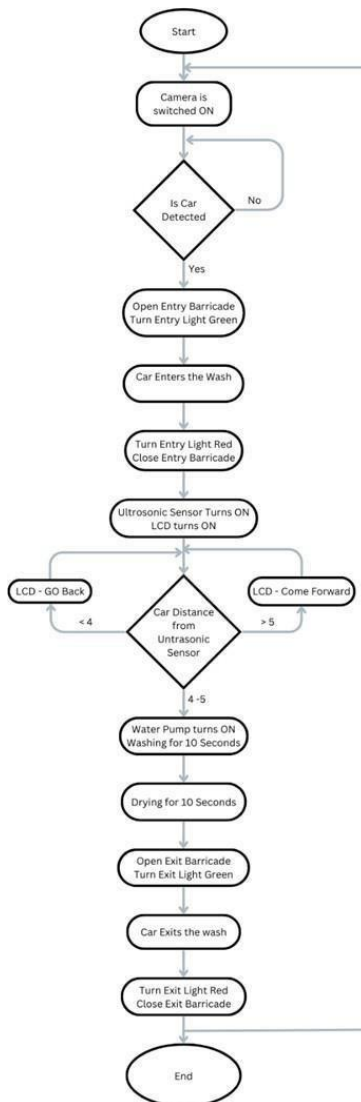 Start
Camera is
switched ON
Is Car
Detected
No
Yes
Open Entry Barricade
Turn Entry Light Green
Car Enters the Wash
Turn Entry Light Red
Close Entry Barricade
Ultrasonic Sensor Turns ON
LCD turns ON
LCD - GO Back
LCD - Come Forward
Car Distance
from
Untrasonic
Sensor
< 4
> 5
4 -5
Water Pump turns ON
Washing for 10 Seconds
Drying for 10 Seconds
Open Exit Barricade
Turn Exit Light Green
Car Exits the wash
Turn Exit Light Red
Close Exit Barricade
End